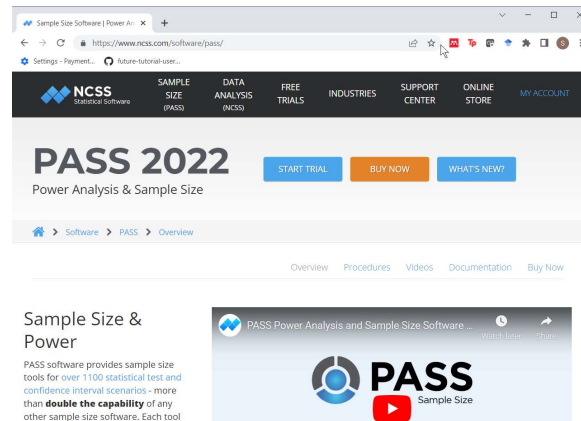 Sample Size Software | Power An
https://www.ncss.com/software/pass/
Settings - Payment...
future-tutorial-user...
NCSS
Statistical Software
SAMPLE SIZE (PASS)
DATA ANALYSIS (NCSS)
FREE TRIALS
INDUSTRIES
SUPPORT CENTER
ONLINE STORE
MY ACCOUNT
PASS 2022
Power Analysis & Sample Size
START TRIAL
BUY NOW
WHAT'S NEW?
Software > PASS > Overview
Overview Procedures Videos Documentation Buy Now
Sample Size &
Power
PASS software provides sample size
tools for over 1100 statistical test and
confidence interval scenarios - more
than double the capability of any
other sample size software. Each tool
PASS Power Analysis and Sample Size Software ...
Watch later
Share
PASS
Sample Size